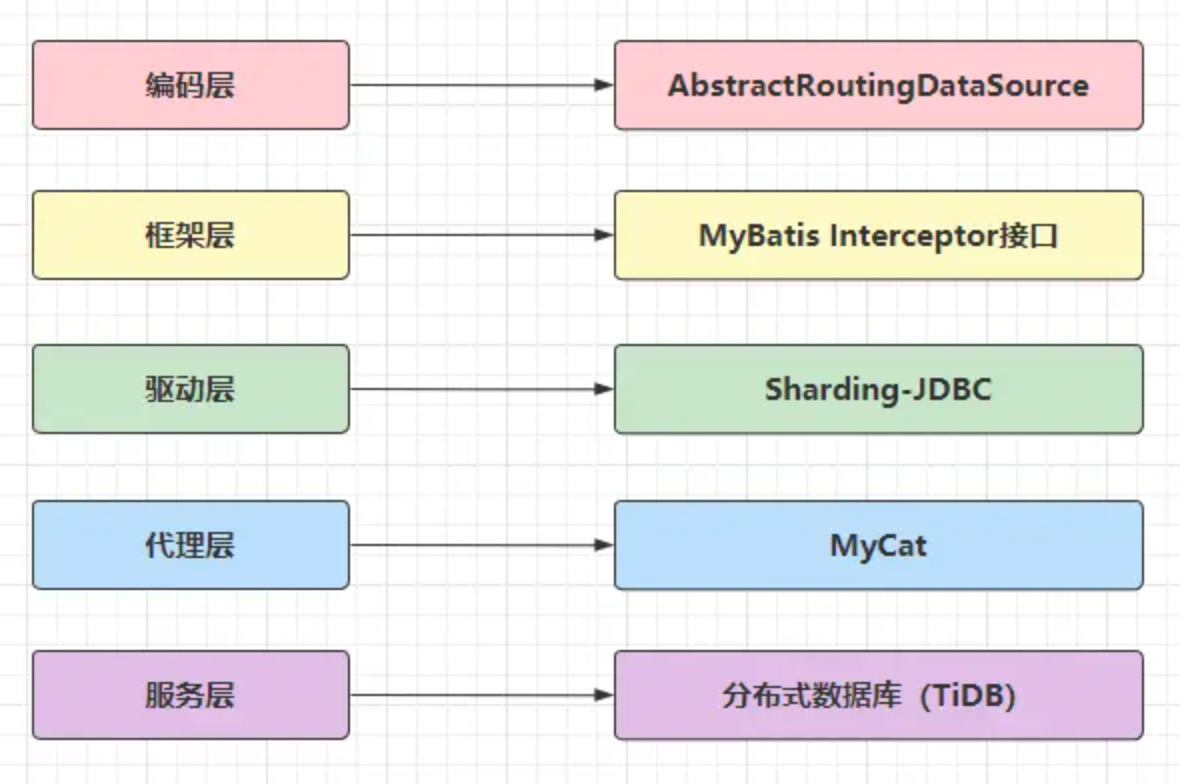 编码层
AbstractRoutingDataSource
框架层
MyBatis Interceptor接口
驱动层
Sharding-JDBC
代理层
MyCat
服务层
分布式数据库（TiDB）